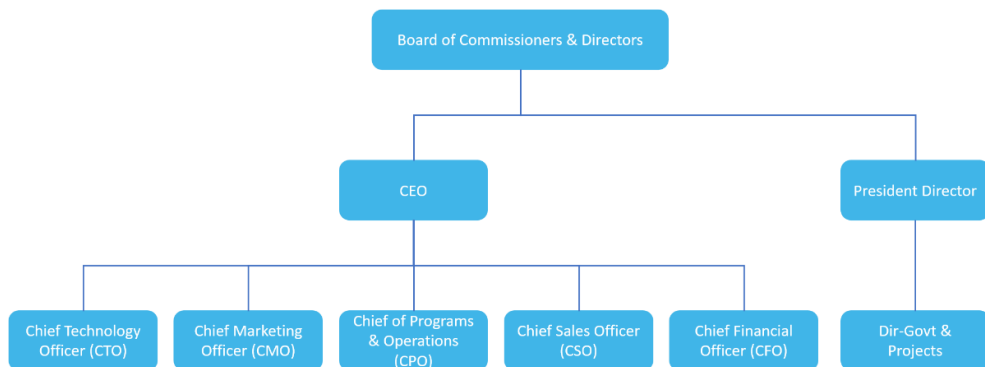 Board of Commissioners & Directors
CEO
President Director
Chief Technology
Officer (CTO)
Chief Marketing
Officer (CMO)
Chief of Programs
& Operations
(CPO)
Chief Sales Officer
(CSO)
Chief Financial
Officer (CFO)
Dir-Govt &
Projects